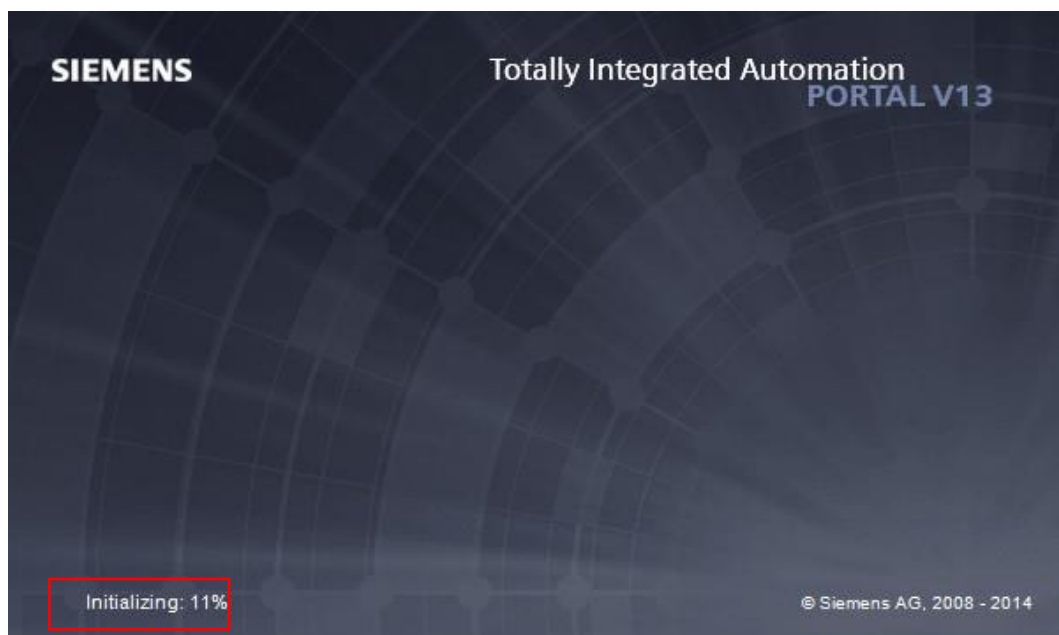 SIEMENS
Totally Integrated Automation
PORTAL V13
Initializing: 11%
© Siemens AG, 2008 - 2014